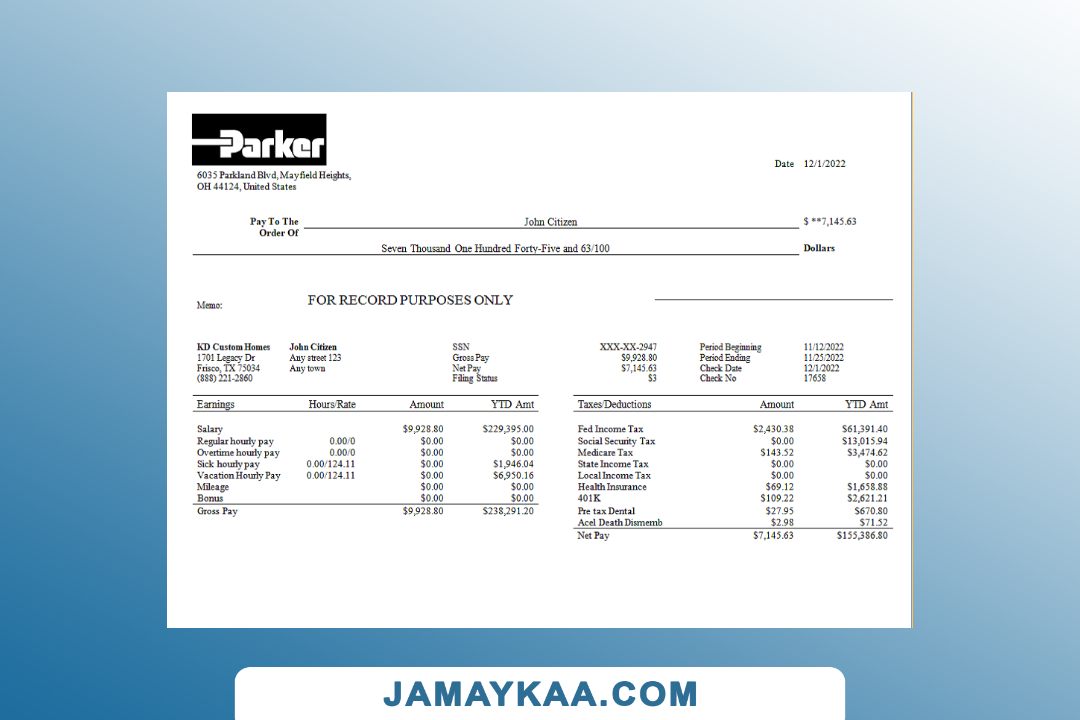 Parker
6035 Parkland Blvd, Mayfield Heights,
OH 44124, United States
Date 12/1/2022
Pay To The
Order Of John Citizen $ **7,145.63
Seven Thousand One Hundred Forty-Five and 63/100 Dollars
Memo: FOR RECORD PURPOSES ONLY
KD Custom Homes John Citizen SSN XXX-XX-2947 Period Beginning 11/12/2022
1701 Legacy Dr Any street 123 Gross Pay $9,928.80 Period Ending 11/25/2022
Frisco, TX 75034 Any town Net Pay $7,145.63 Check Date 12/1/2022
(888) 221-2860 Filing Status $3 Check No 17658
Earnings Hours/Rate Amount YTD Amt Taxes/Deductions Amount YTD Amt
Salary $9,928.80 $229,395.00 Fed Income Tax $2,430.38 $61,391.40
Regular hourly pay 0.00/0 $0.00 $0.00 Social Security Tax $0.00 $13,015.94
Overtime hourly pay 0.00/0 $0.00 $0.00 Medicare Tax $143.52 $3,474.62
Sick hourly pay 0.00/124.11 $0.00 $1,946.04 State Income Tax $0.00 $0.00
Vacation Hourly Pay 0.00/124.11 $0.00 $6,950.16 Local Income Tax $0.00 $0.00
Mileage $0.00 $0.00 Health Insurance $69.12 $1,658.88
Bonus $0.00 $0.00 401K $109.22 $2,621.21
Gross Pay $9,928.80 $238,291.20 Pre tax Dental $27.95 $670.80
Acel Death Dismemb $2.98 $71.52
Net Pay $7,145.63 $155,386.80
JAMAYKAA.COM